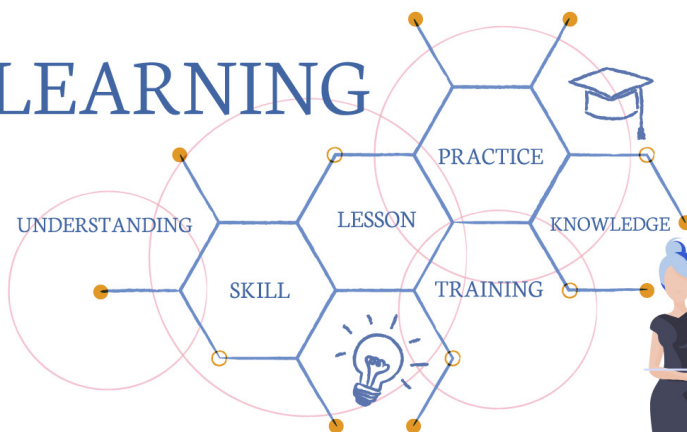 LEARNING
PRACTICE
UNDERSTANDING
LESSON
KNOWLEDGE
SKILL
TRAINING